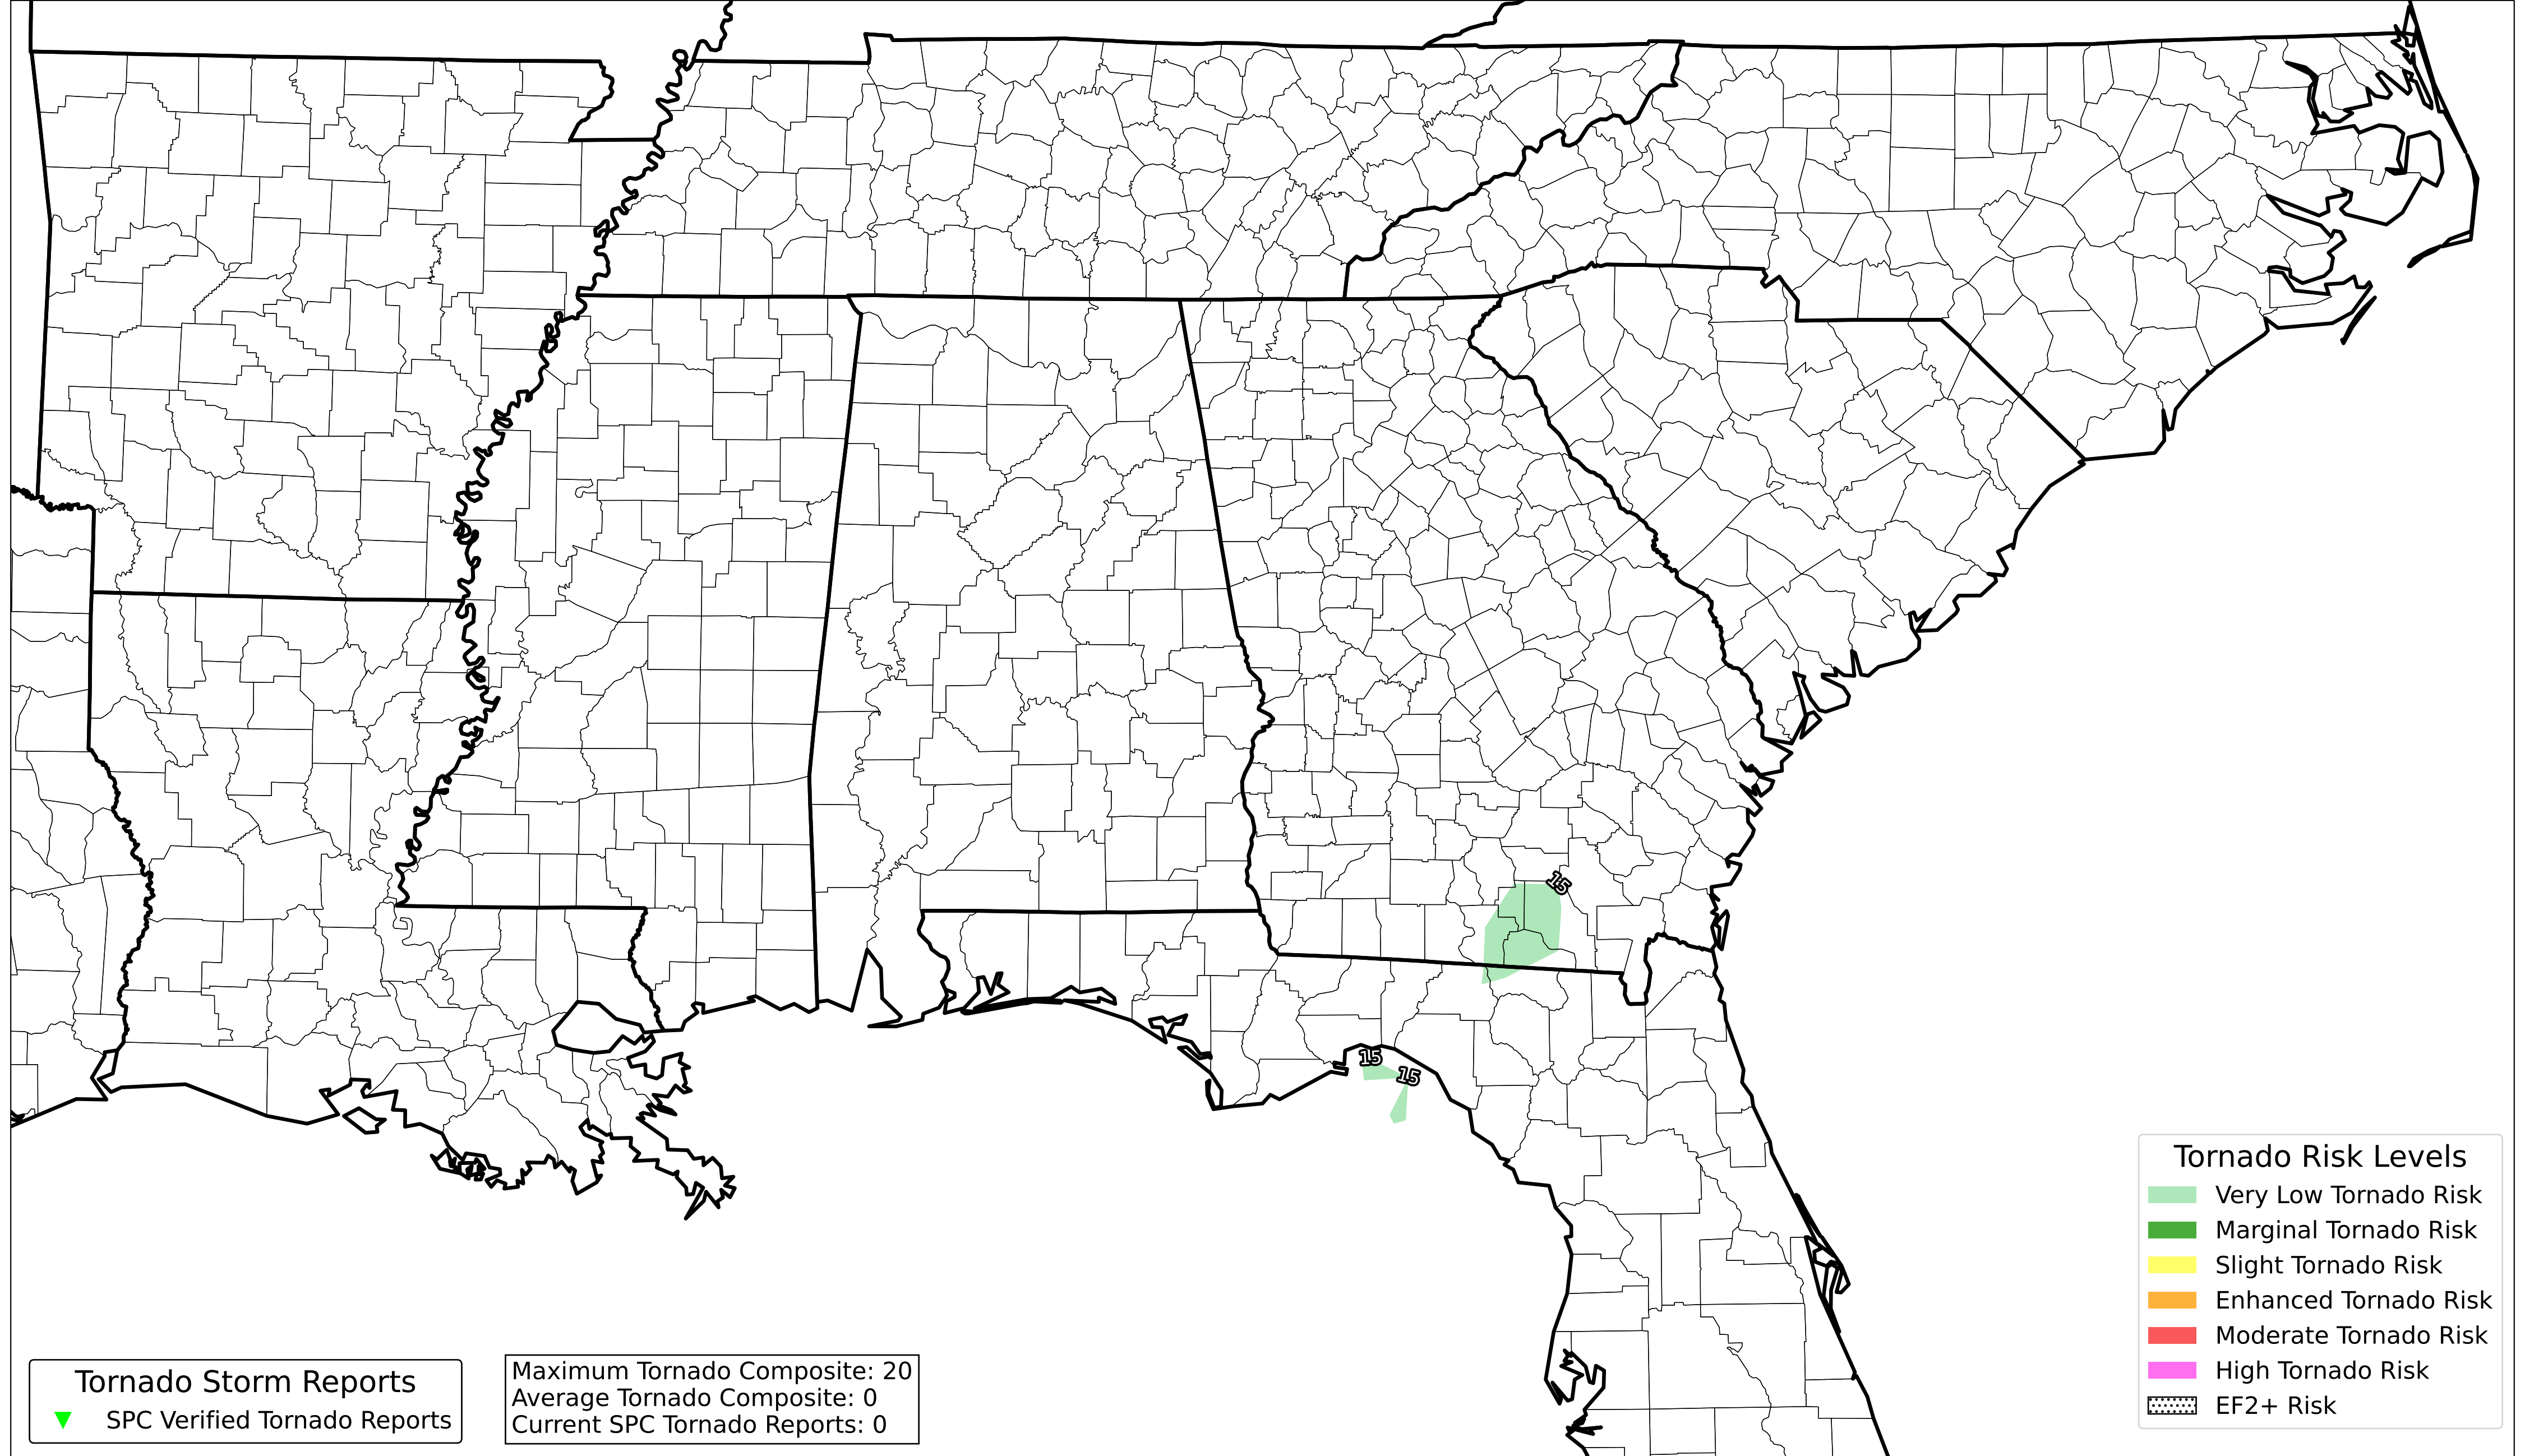 15
15
15
Tornado Risk Levels
Very Low Tornado Risk
Marginal Tornado Risk
Slight Tornado Risk
Enhanced Tornado Risk
Moderate Tornado Risk
High Tornado Risk
EF2+ Risk
Tornado Storm Reports
SPC Verified Tornado Reports
Maximum Tornado Composite: 20
Average Tornado Composite: 0
Current SPC Tornado Reports: 0